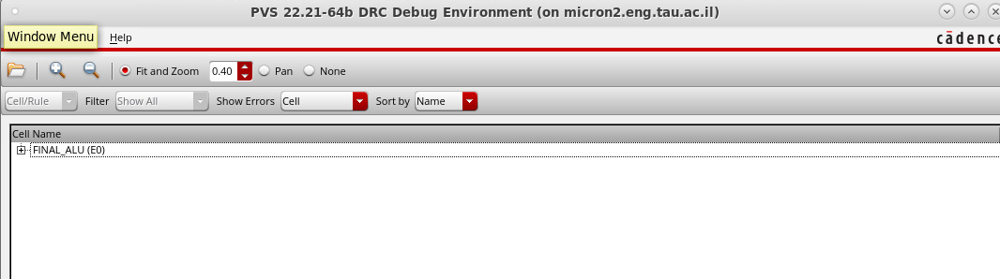 PVS 22.21-64b DRC Debug Environment (on micron2.eng.tau.ac.il)
Window Menu Help cādence
Fit and Zoom 0.40 Pan None
Cell/Rule Filter Show All Show Errors Cell Sort by Name
Cell Name
FINAL_ALU (E0)